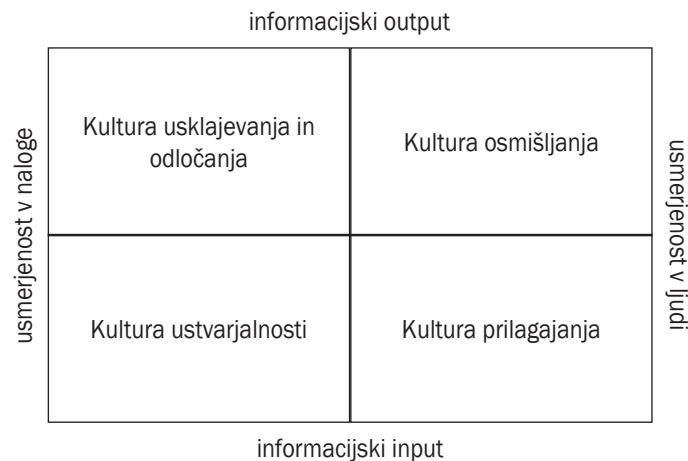 informacijski output
usmerjenost v naloge
Kultura usklajevanja in
odločanja
Kultura osmišljanja
usmerjenost v ljudi
Kultura ustvarjalnosti
Kultura prilagajanja
informacijski input